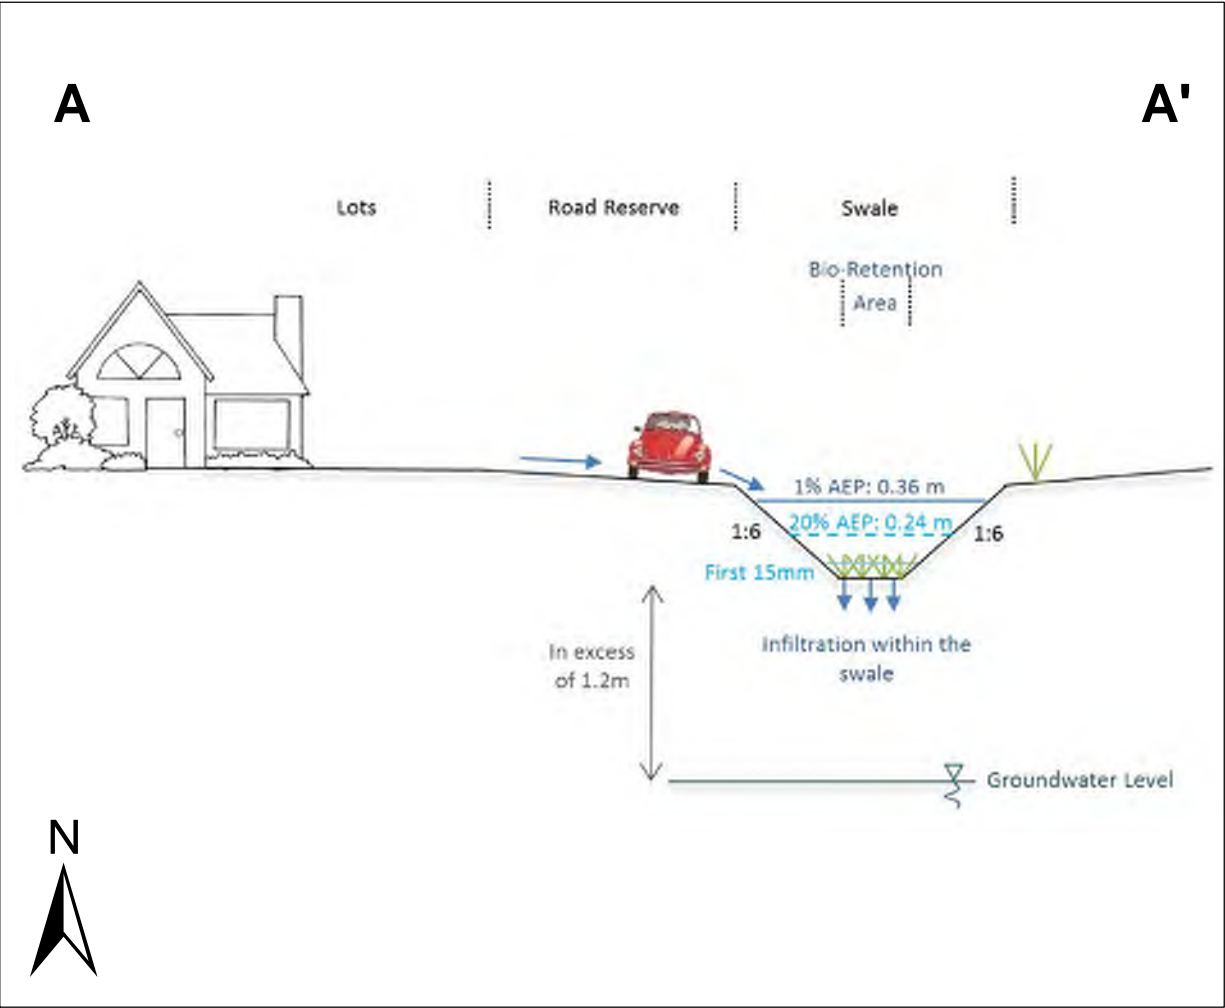 A
A'
Lots
Road Reserve
Swale
Bio-Retention
Area
1% AEP: 0.36 m
20% AEP: 0.24 m
1:6
1:6
First 15mm
In excess
of 1.2m
Infiltration within the
swale
Groundwater Level
N